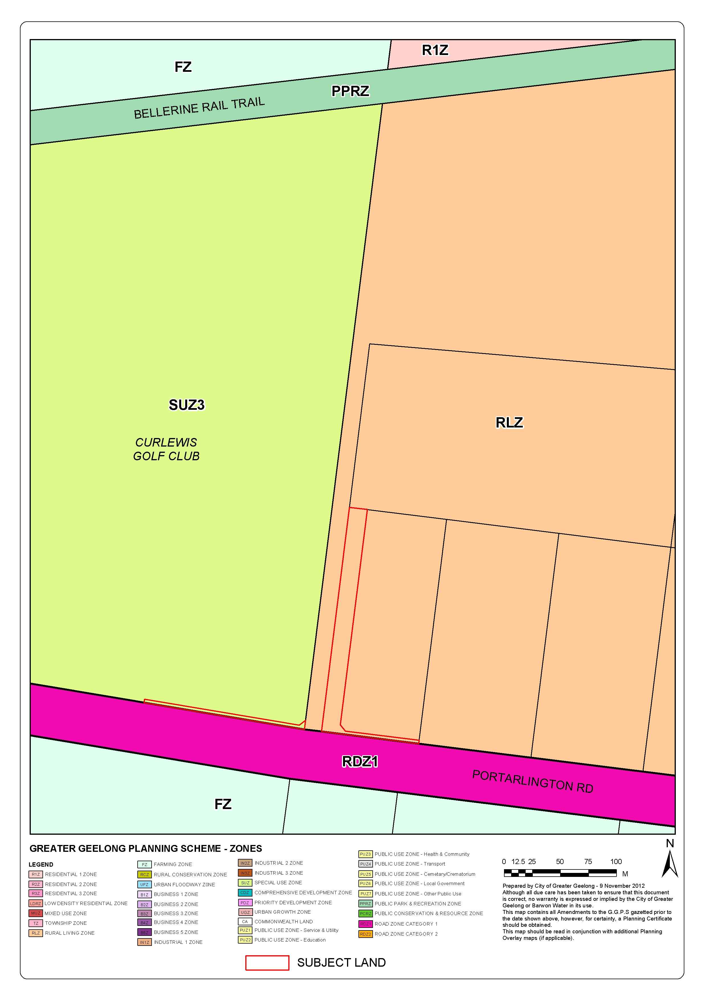 R1Z
FZ
PPRZ
BELLERINE RAIL TRAIL
SUZ3
RLZ
CURLEWIS
GOLF CLUB
RDZ1
PORTARLINGTON RD
FZ
GREATER GEELONG PLANNING SCHEME - ZONES
LEGEND
R1Z RESIDENTIAL 1 ZONE
R2Z RESIDENTIAL 2 ZONE
R3Z RESIDENTIAL 3 ZONE
LDRZ LOW DENSITY RESIDENTIAL ZONE
MUZ MIXED USE ZONE
TZ TOWNSHIP ZONE
RLZ RURAL LIVING ZONE
FZ FARMING ZONE
RCZ RURAL CONSERVATION ZONE
UFZ URBAN FLOODWAY ZONE
B1Z BUSINESS 1 ZONE
B2Z BUSINESS 2 ZONE
B3Z BUSINESS 3 ZONE
B4Z BUSINESS 4 ZONE
B5Z BUSINESS 5 ZONE
IN1Z INDUSTRIAL 1 ZONE
IN2Z INDUSTRIAL 2 ZONE
IN3Z INDUSTRIAL 3 ZONE
SUZ SPECIAL USE ZONE
CDZ COMPREHENSIVE DEVELOPMENT ZONE
PDZ PRIORITY DEVELOPMENT ZONE
UGZ URBAN GROWTH ZONE
CA COMMONWEALTH LAND
PUZ1 PUBLIC USE ZONE - Service & Utility
PUZ2 PUBLIC USE ZONE - Education
PUZ3 PUBLIC USE ZONE - Health & Community
PUZ4 PUBLIC USE ZONE - Transport
PUZ5 PUBLIC USE ZONE - Cemetary/Crematorium
PUZ6 PUBLIC USE ZONE - Local Government
PUZ7 PUBLIC USE ZONE - Other Public Use
PPRZ PUBLIC PARK & RECREATION ZONE
PCRZ PUBLIC CONSERVATION & RESOURCE ZONE
RDZ1 ROAD ZONE CATEGORY 1
RDZ2 ROAD ZONE CATEGORY 2
N
0 12.5 25 50 75 100
M
Prepared by City of Greater Geelong - 9 November 2012
Although all due care has been taken to ensure that this document
is correct, no warranty is expressed or implied by the City of Greater
Geelong or Barwon Water in its use.
This map contains all Amendments to the G.G.P.S gazetted prior to
the date shown above, however, for certainty, a Planning Certificate
should be obtained.
This map should be read in conjunction with additional Planning
Overlay maps (if applicable).
SUBJECT LAND